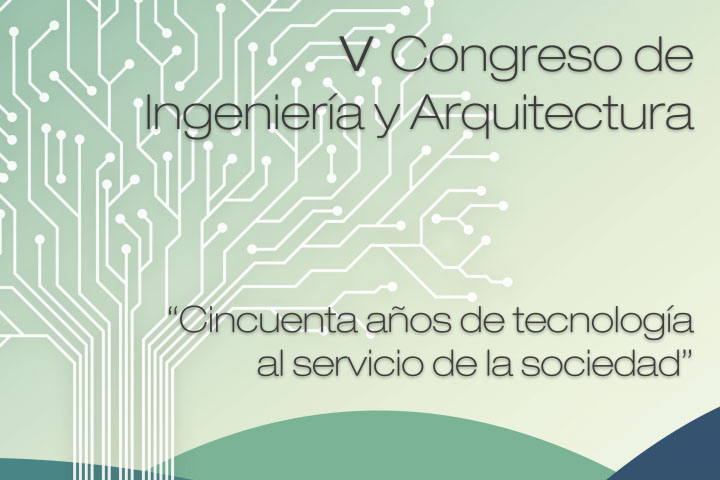 V Congreso de
Ingeniería y Arquitectura
“Cincuenta años de tecnología
al servicio de la sociedad”